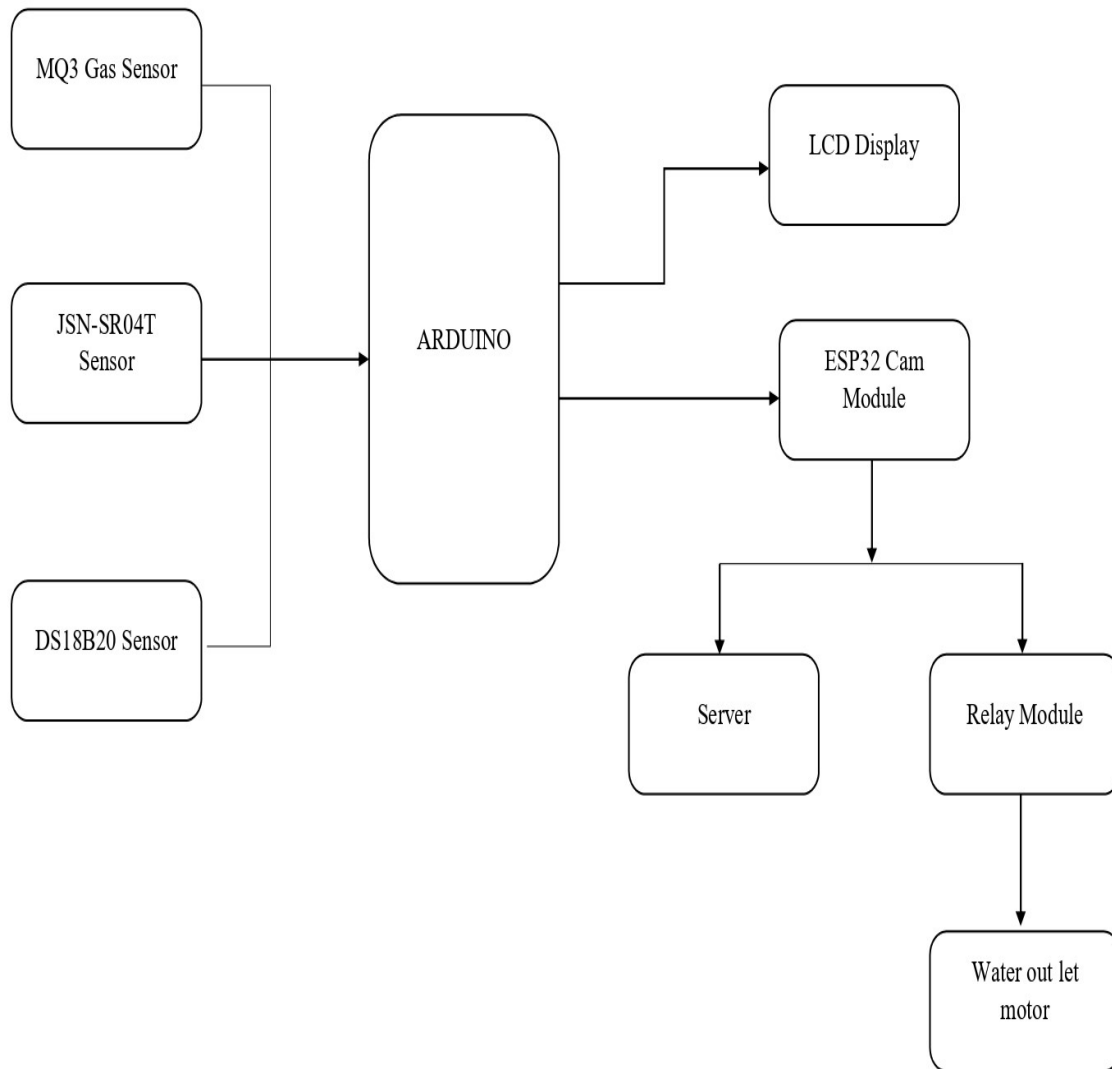 MQ3 Gas Sensor
LCD Display
JSN-SR04T
Sensor
ARDUINO
ESP32 Cam
Module
DS18B20 Sensor
Server
Relay Module
Water out let
motor